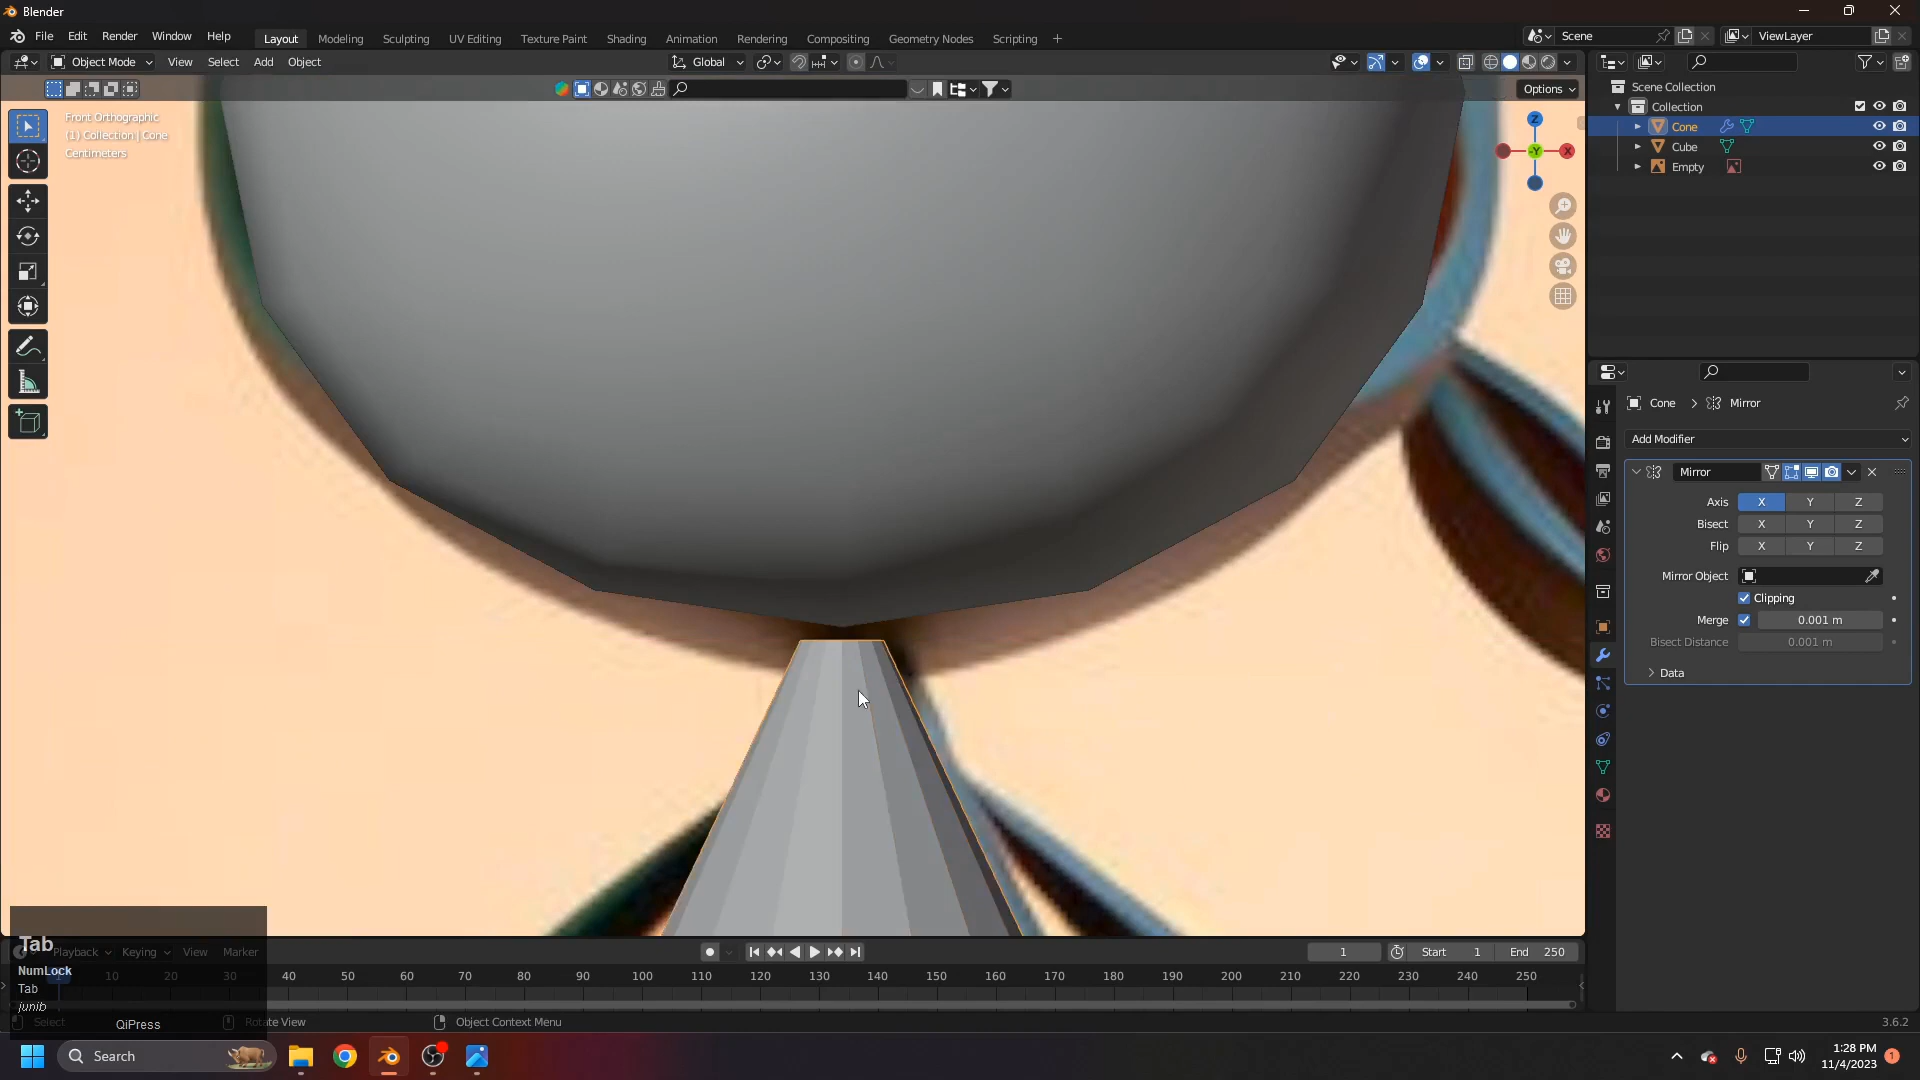 Blender
File Edit Render Window Help Layout Modeling Sculpting UV Editing Texture Paint Shading Animation Rendering Compositing Geometry Nodes Scripting + Scene ViewLayer
Object Mode View Select Add Object Global
Options
Front Orthographic
(1) Collection | Cone
Centimeters
Z
-Y X
Scene Collection
Collection
Cone
Cube
Empty
Cone > Mirror
Add Modifier
Mirror
Axis X Y Z
Bisect X Y Z
Flip X Y Z
Mirror Object
Clipping
Merge 0.001 m
Bisect Distance 0.001 m
Data
Tab
NumLock
Tab
junib
QiPress
Playback Keying View Marker 1 Start 1 End 250
1 10 20 30 40 50 60 70 80 90 100 110 120 130 140 150 160 170 180 190 200 210 220 230 240 250
Select Rotate View Object Context Menu 3.6.2
Search
1:28 PM
11/4/2023
1